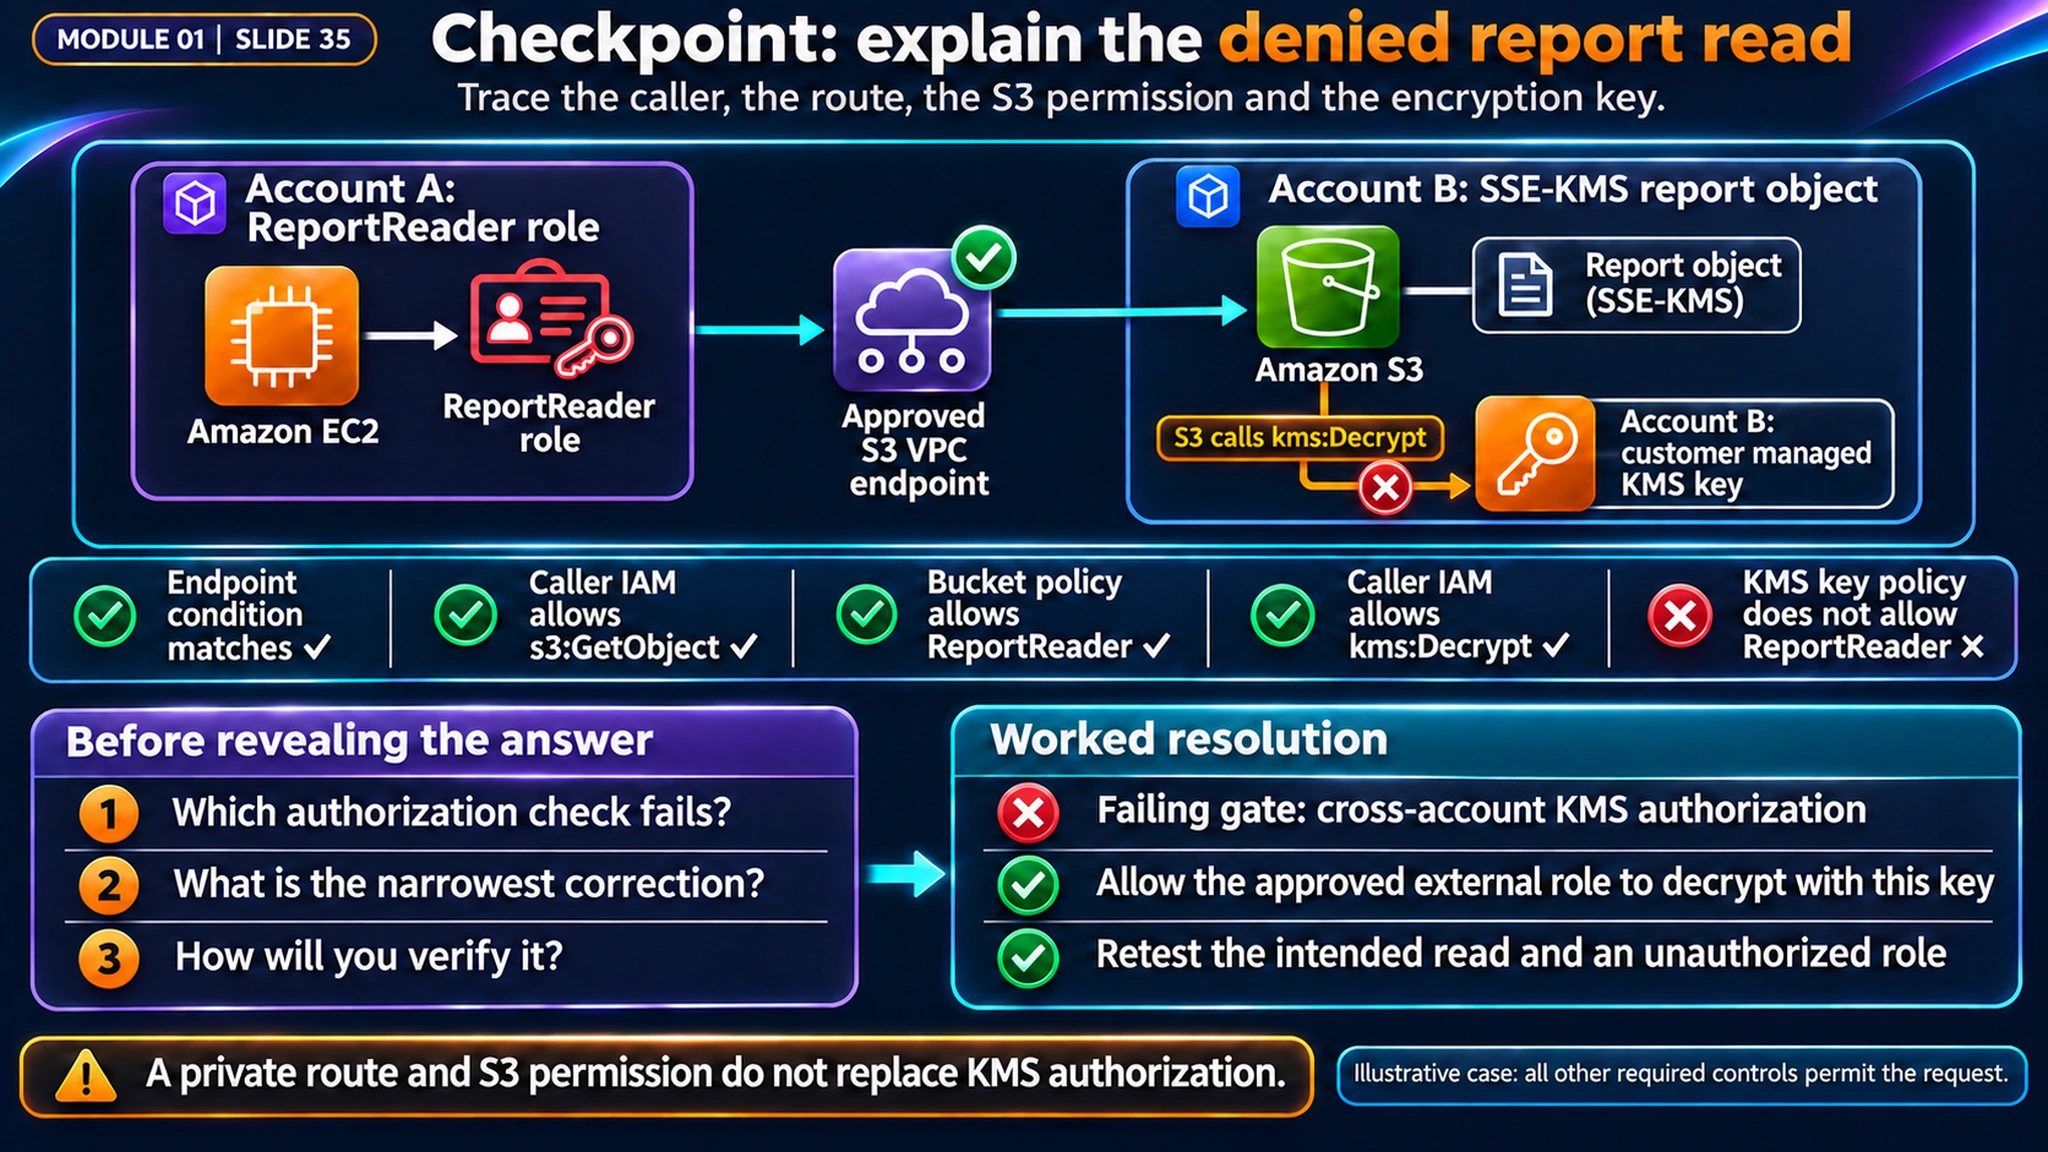 MODULE 01 | SLIDE 35
Checkpoint: explain the denied report read
Trace the caller, the route, the S3 permission and the encryption key.
Account A:
ReportReader role
Amazon EC2
ReportReader
role
Approved
S3 VPC
endpoint
Account B: SSE-KMS report object
Amazon S3
Report object
(SSE-KMS)
S3 calls kms:Decrypt
Account B:
customer managed
KMS key
Endpoint
condition
matches ✓
Caller IAM
allows
s3:GetObject ✓
Bucket policy
allows
ReportReader ✓
Caller IAM
allows
kms:Decrypt ✓
KMS key policy
does not allow
ReportReader ✕
Before revealing the answer
1 Which authorization check fails?
2 What is the narrowest correction?
3 How will you verify it?
Worked resolution
Failing gate: cross-account KMS authorization
Allow the approved external role to decrypt with this key
Retest the intended read and an unauthorized role
A private route and S3 permission do not replace KMS authorization.
Illustrative case: all other required controls permit the request.